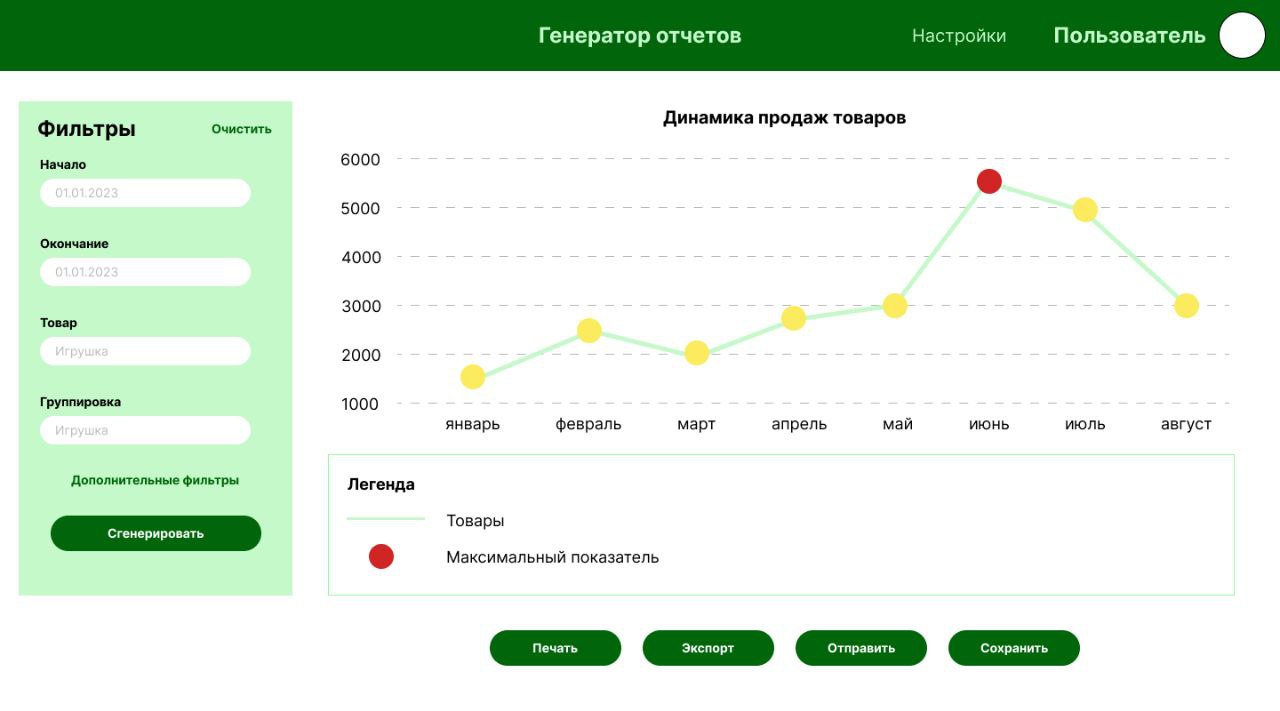 Генератор отчетов
Настройки
Пользователь
Фильтры
Очистить
Начало
01.01.2023
Окончание
01.01.2023
Товар
Игрушка
Группировка
Игрушка
Дополнительные фильтры
Сгенерировать
Динамика продаж товаров
6000
5000
4000
3000
2000
1000
январь февраль март апрель май июнь июль август
Легенда
Товары
Максимальный показатель
Печать
Экспорт
Отправить
Сохранить